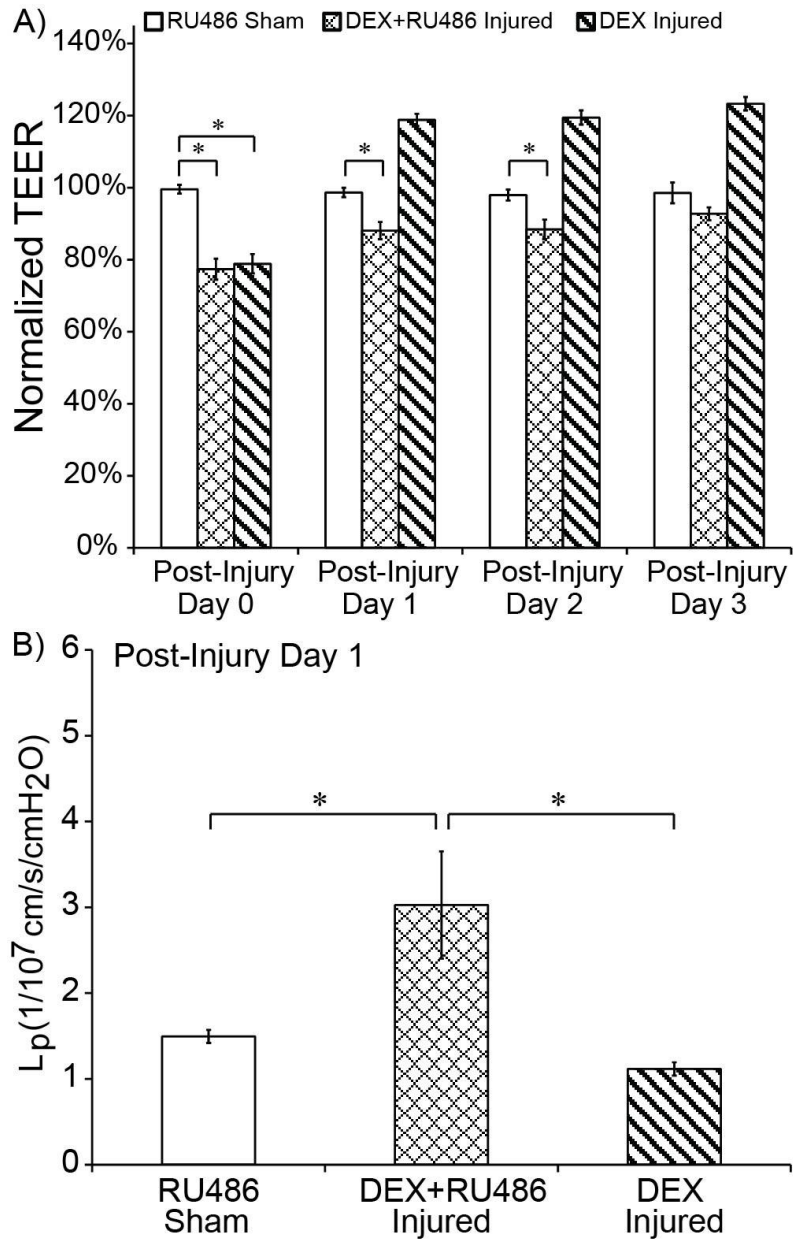 A)
RU486 Sham DEX+RU486 Injured DEX Injured
140%
120%
100%
80%
60%
40%
20%
0%
Normalized TEER
* *
*
*
*
Post-Injury Day 0
Post-Injury Day 1
Post-Injury Day 2
Post-Injury Day 3
B)
Post-Injury Day 1
6
5
4
3
2
1
0
Lp(1/10⁷ cm/s/cmH₂O)
* *
RU486 Sham
DEX+RU486 Injured
DEX Injured